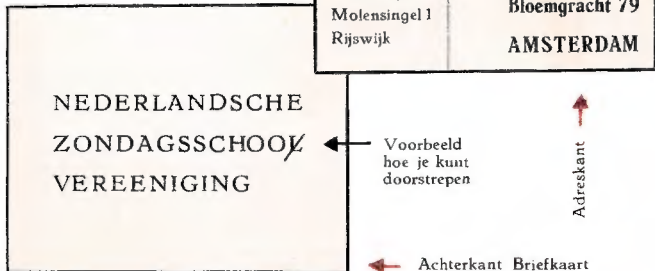 Molensingel 1
Rijswijk
Bloemgracht 79
AMSTERDAM
NEDERLANDSCHE
ZONDAGSSCHOOL
VEREENIGING
Voorbeeld
hoe je kunt
doorstrepen
Adreskant
Achterkant Briefkaart